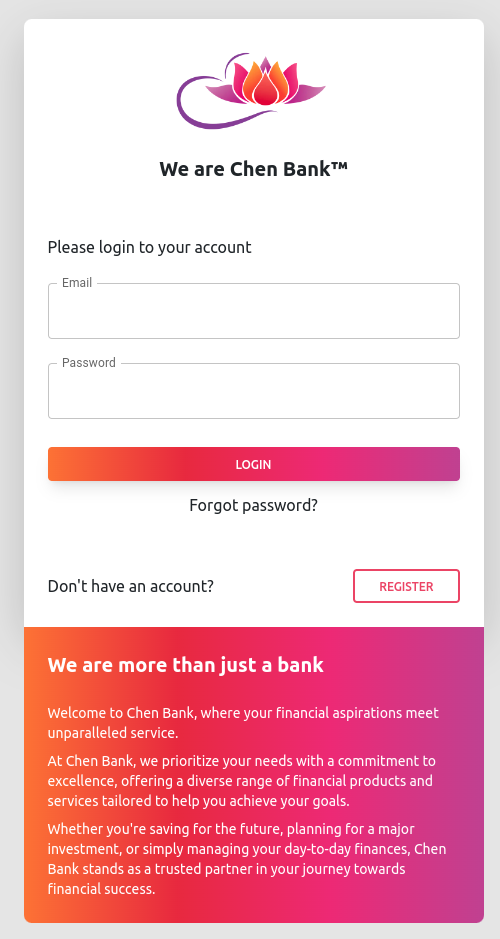 We are Chen Bank™
Please login to your account
Email
Password
LOGIN
Forgot password?
Don't have an account?
REGISTER
We are more than just a bank
Welcome to Chen Bank, where your financial aspirations meet
unparalleled service.
At Chen Bank, we prioritize your needs with a commitment to
excellence, offering a diverse range of financial products and
services tailored to help you achieve your goals.
Whether you're saving for the future, planning for a major
investment, or simply managing your day-to-day finances, Chen
Bank stands as a trusted partner in your journey towards
financial success.